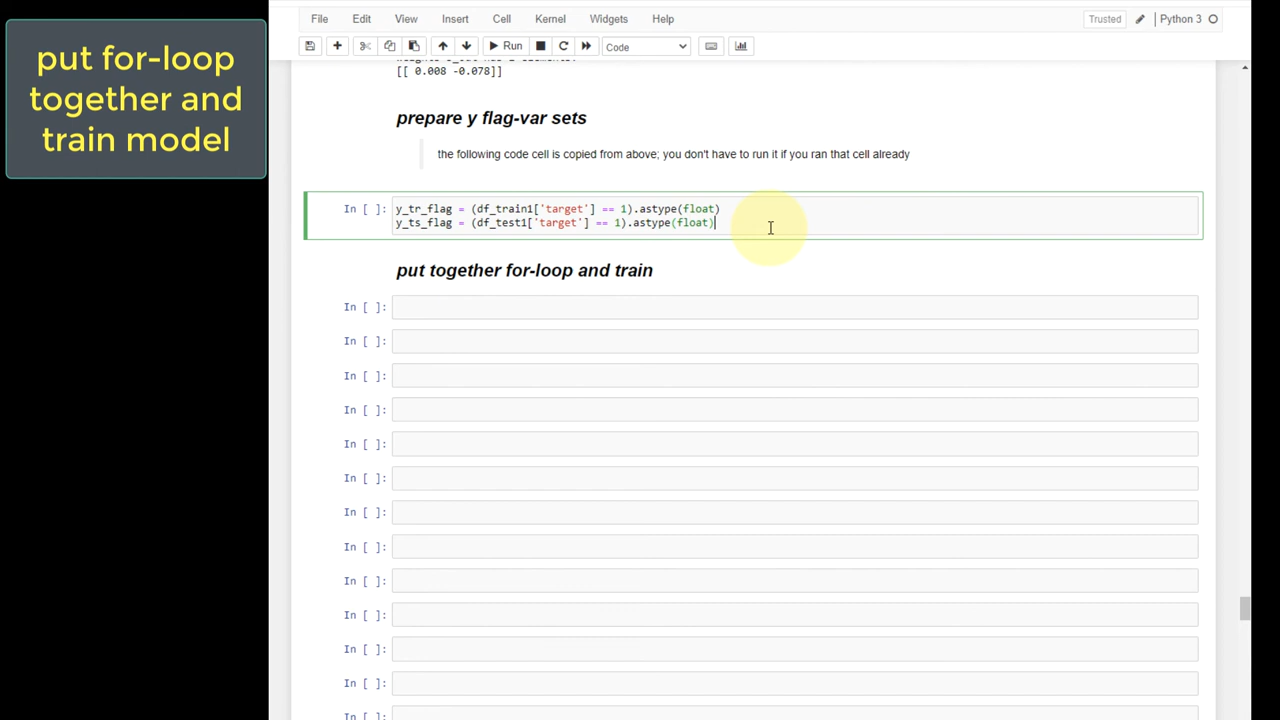 put for-loop
together and
train model
File Edit View Insert Cell Kernel Widgets Help
Trusted Python 3
Run Code
[[ 0.008 -0.078]]
prepare y flag-var sets
the following code cell is copied from above; you don't have to run it if you ran that cell already
In [ ]: y_tr_flag = (df_train1['target'] == 1).astype(float)
y_ts_flag = (df_test1['target'] == 1).astype(float)
put together for-loop and train
In [ ]:
In [ ]:
In [ ]:
In [ ]:
In [ ]:
In [ ]:
In [ ]:
In [ ]:
In [ ]:
In [ ]:
In [ ]:
In [ ]:
In [ ]: